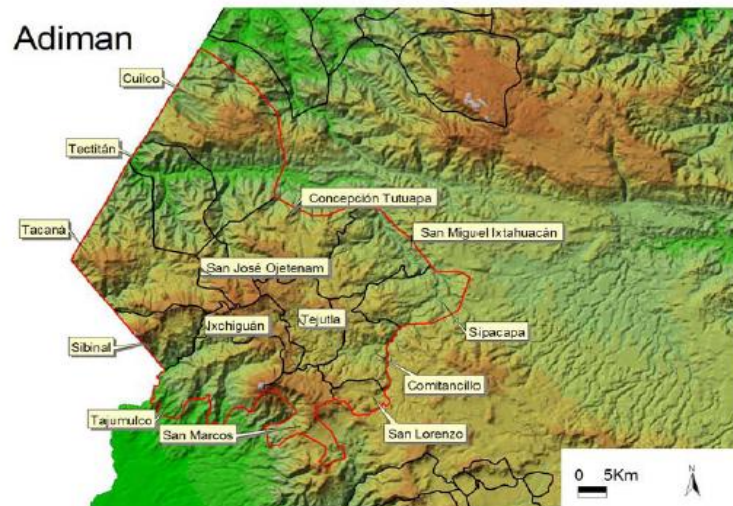 Adiman
Cuilco
Tectitán
Concepción Tutuapa
Tacaná
San Miguel Ixtahuacán
San José Ojetenam
Ixchiguán
Tejutla
Sipacapa
Sibinal
Comitancillo
Tajumulco
San Marcos
San Lorenzo
0 5Km
N